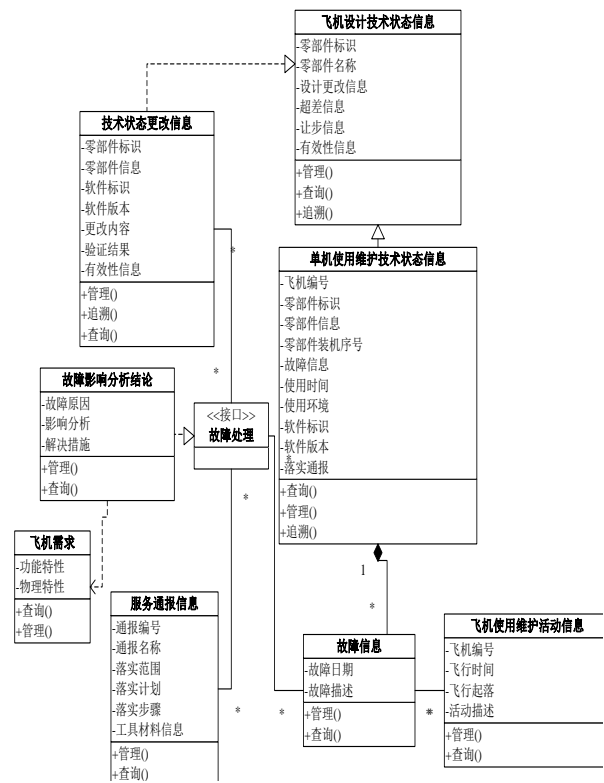 飞机设计技术状态信息
-零部件标识
-零部件名称
-设计更改信息
-超差信息
-让步信息
-有效性信息
+管理()
+查询()
+追溯()
技术状态更改信息
-零部件标识
-零部件信息
-软件标识
-软件版本
-更改内容
-验证结果
-有效性信息
+管理()
+追溯()
+查询()
*
*
单机使用维护技术状态信息
-飞机编号
-零部件标识
-零部件信息
-零部件装机序号
-故障信息
-使用时间
-使用环境
-软件标识
-软件版本
-落实通报
+查询()
+管理()
+追溯()
故障影响分析结论
-故障原因
-影响分析
-解决措施
+管理()
+查询()
<<接口>>
故障处理
*
*
飞机需求
-功能特性
-物理特性
+查询()
+管理()
服务通报信息
-通报编号
-通报名称
-落实范围
-落实计划
-落实步骤
-工具材料信息
+管理()
+查询()
*
*
1
*
故障信息
-故障日期
-故障描述
+管理()
+查询()
*
飞机使用维护活动信息
-飞机编号
-飞行时间
-飞行起落
-活动描述
+管理()
+查询()